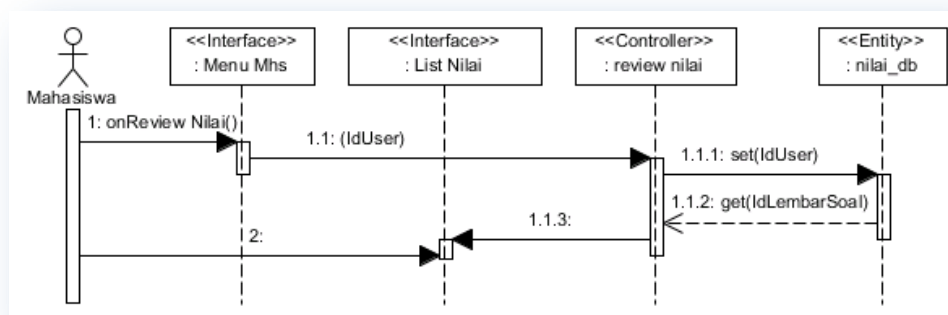 <<Interface>>
: Menu Mhs
<<Interface>>
: List Nilai
<<Controller>>
: review nilai
<<Entity>>
: nilai_db
Mahasiswa
1: onReview Nilai()
1.1: (IdUser)
1.1.1: set(IdUser)
1.1.2: get(IdLembarSoal)
1.1.3:
2: